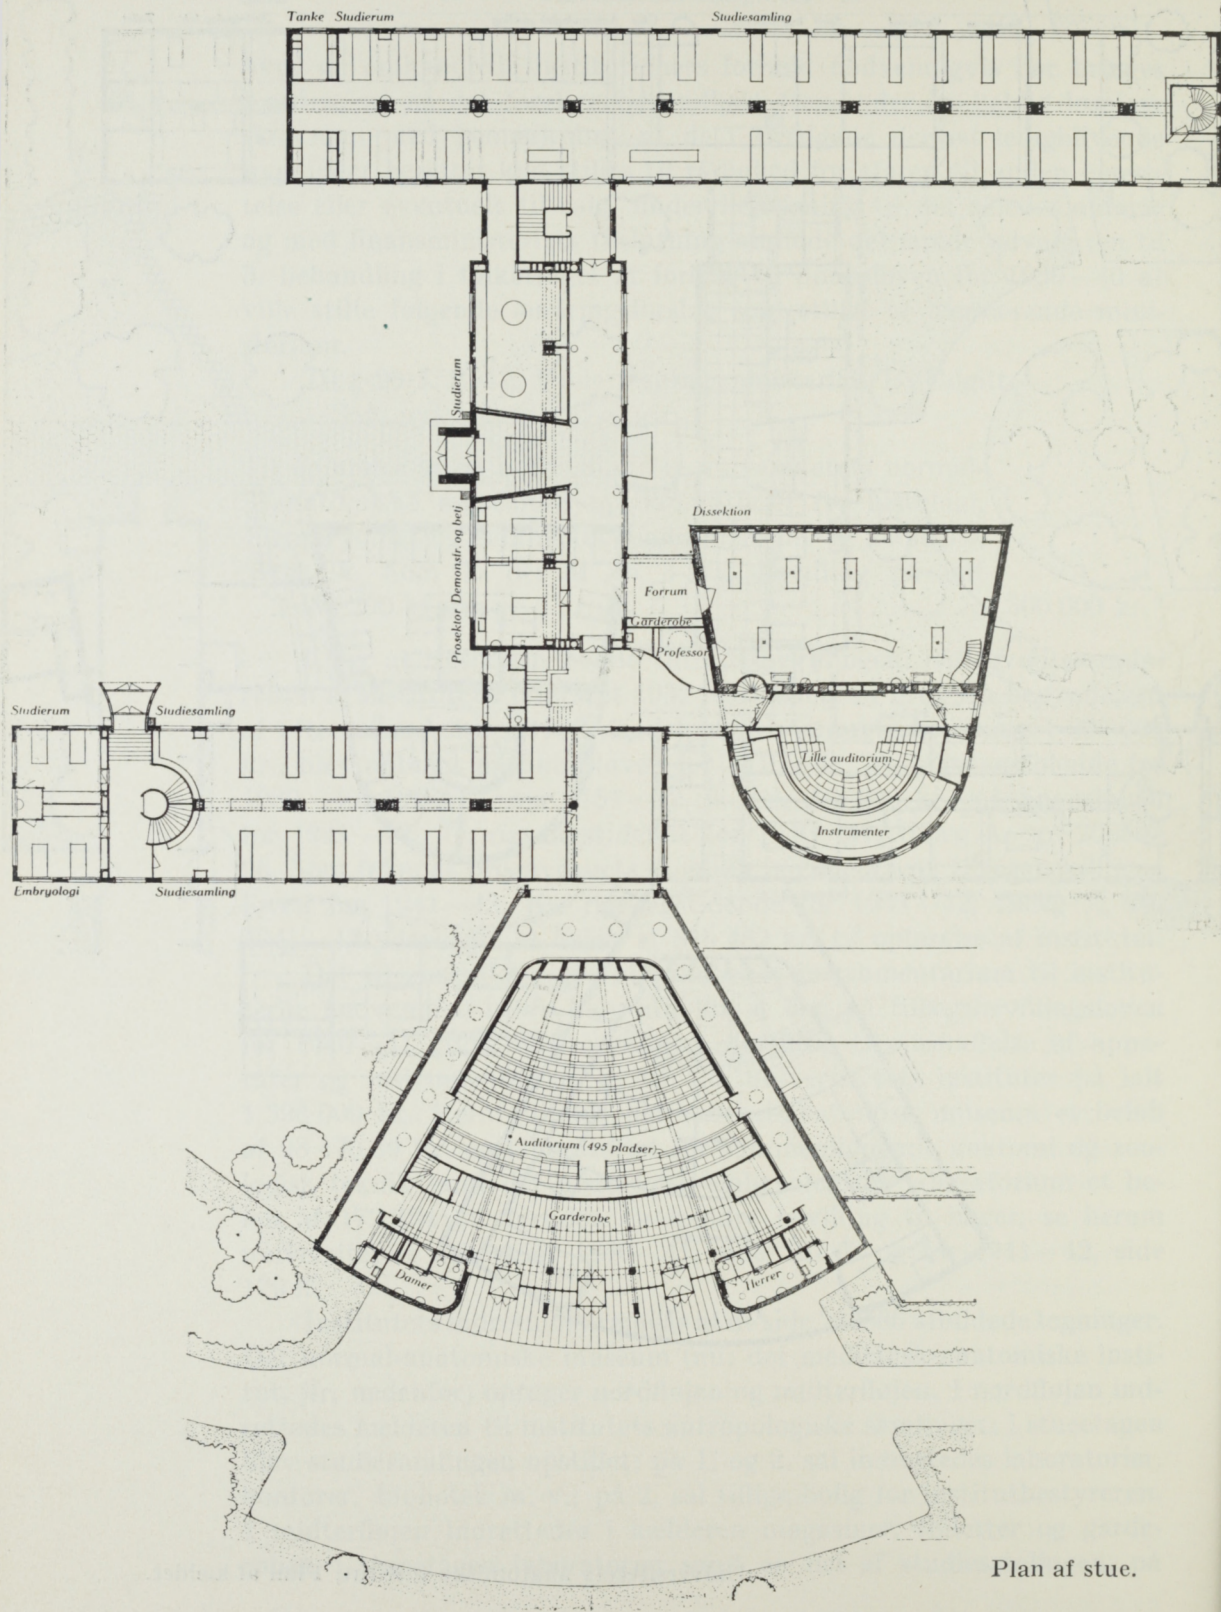 Tanke Studierum
Studiesamling
Studierum
Dissektion
Prosektor Demonstr. og betj
Forrum
Garderobe
Professor
Studierum
Studiesamling
Lille auditorium
Instrumenter
Embryologi
Studiesamling
Auditorium (495 pladser)
Garderobe
Damer
Herrer
Plan af stue.